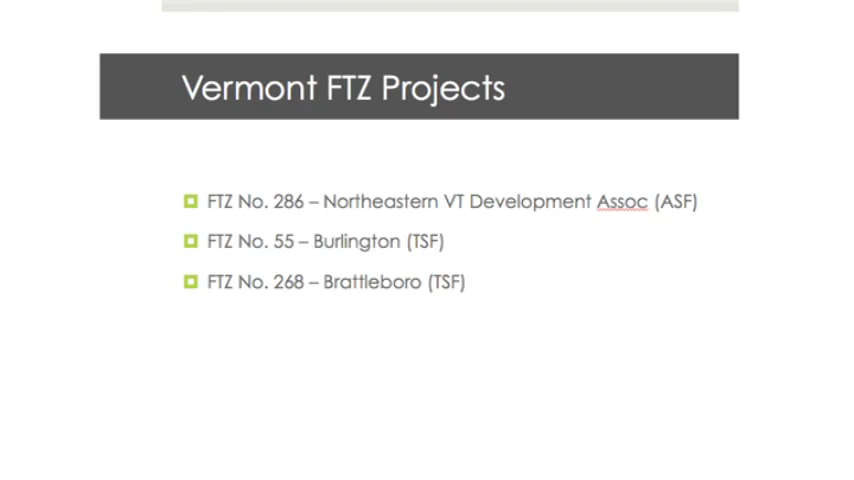 Vermont FTZ Projects
FTZ No. 286 – Northeastern VT Development Assoc (ASF)
FTZ No. 55 – Burlington (TSF)
FTZ No. 268 – Brattleboro (TSF)